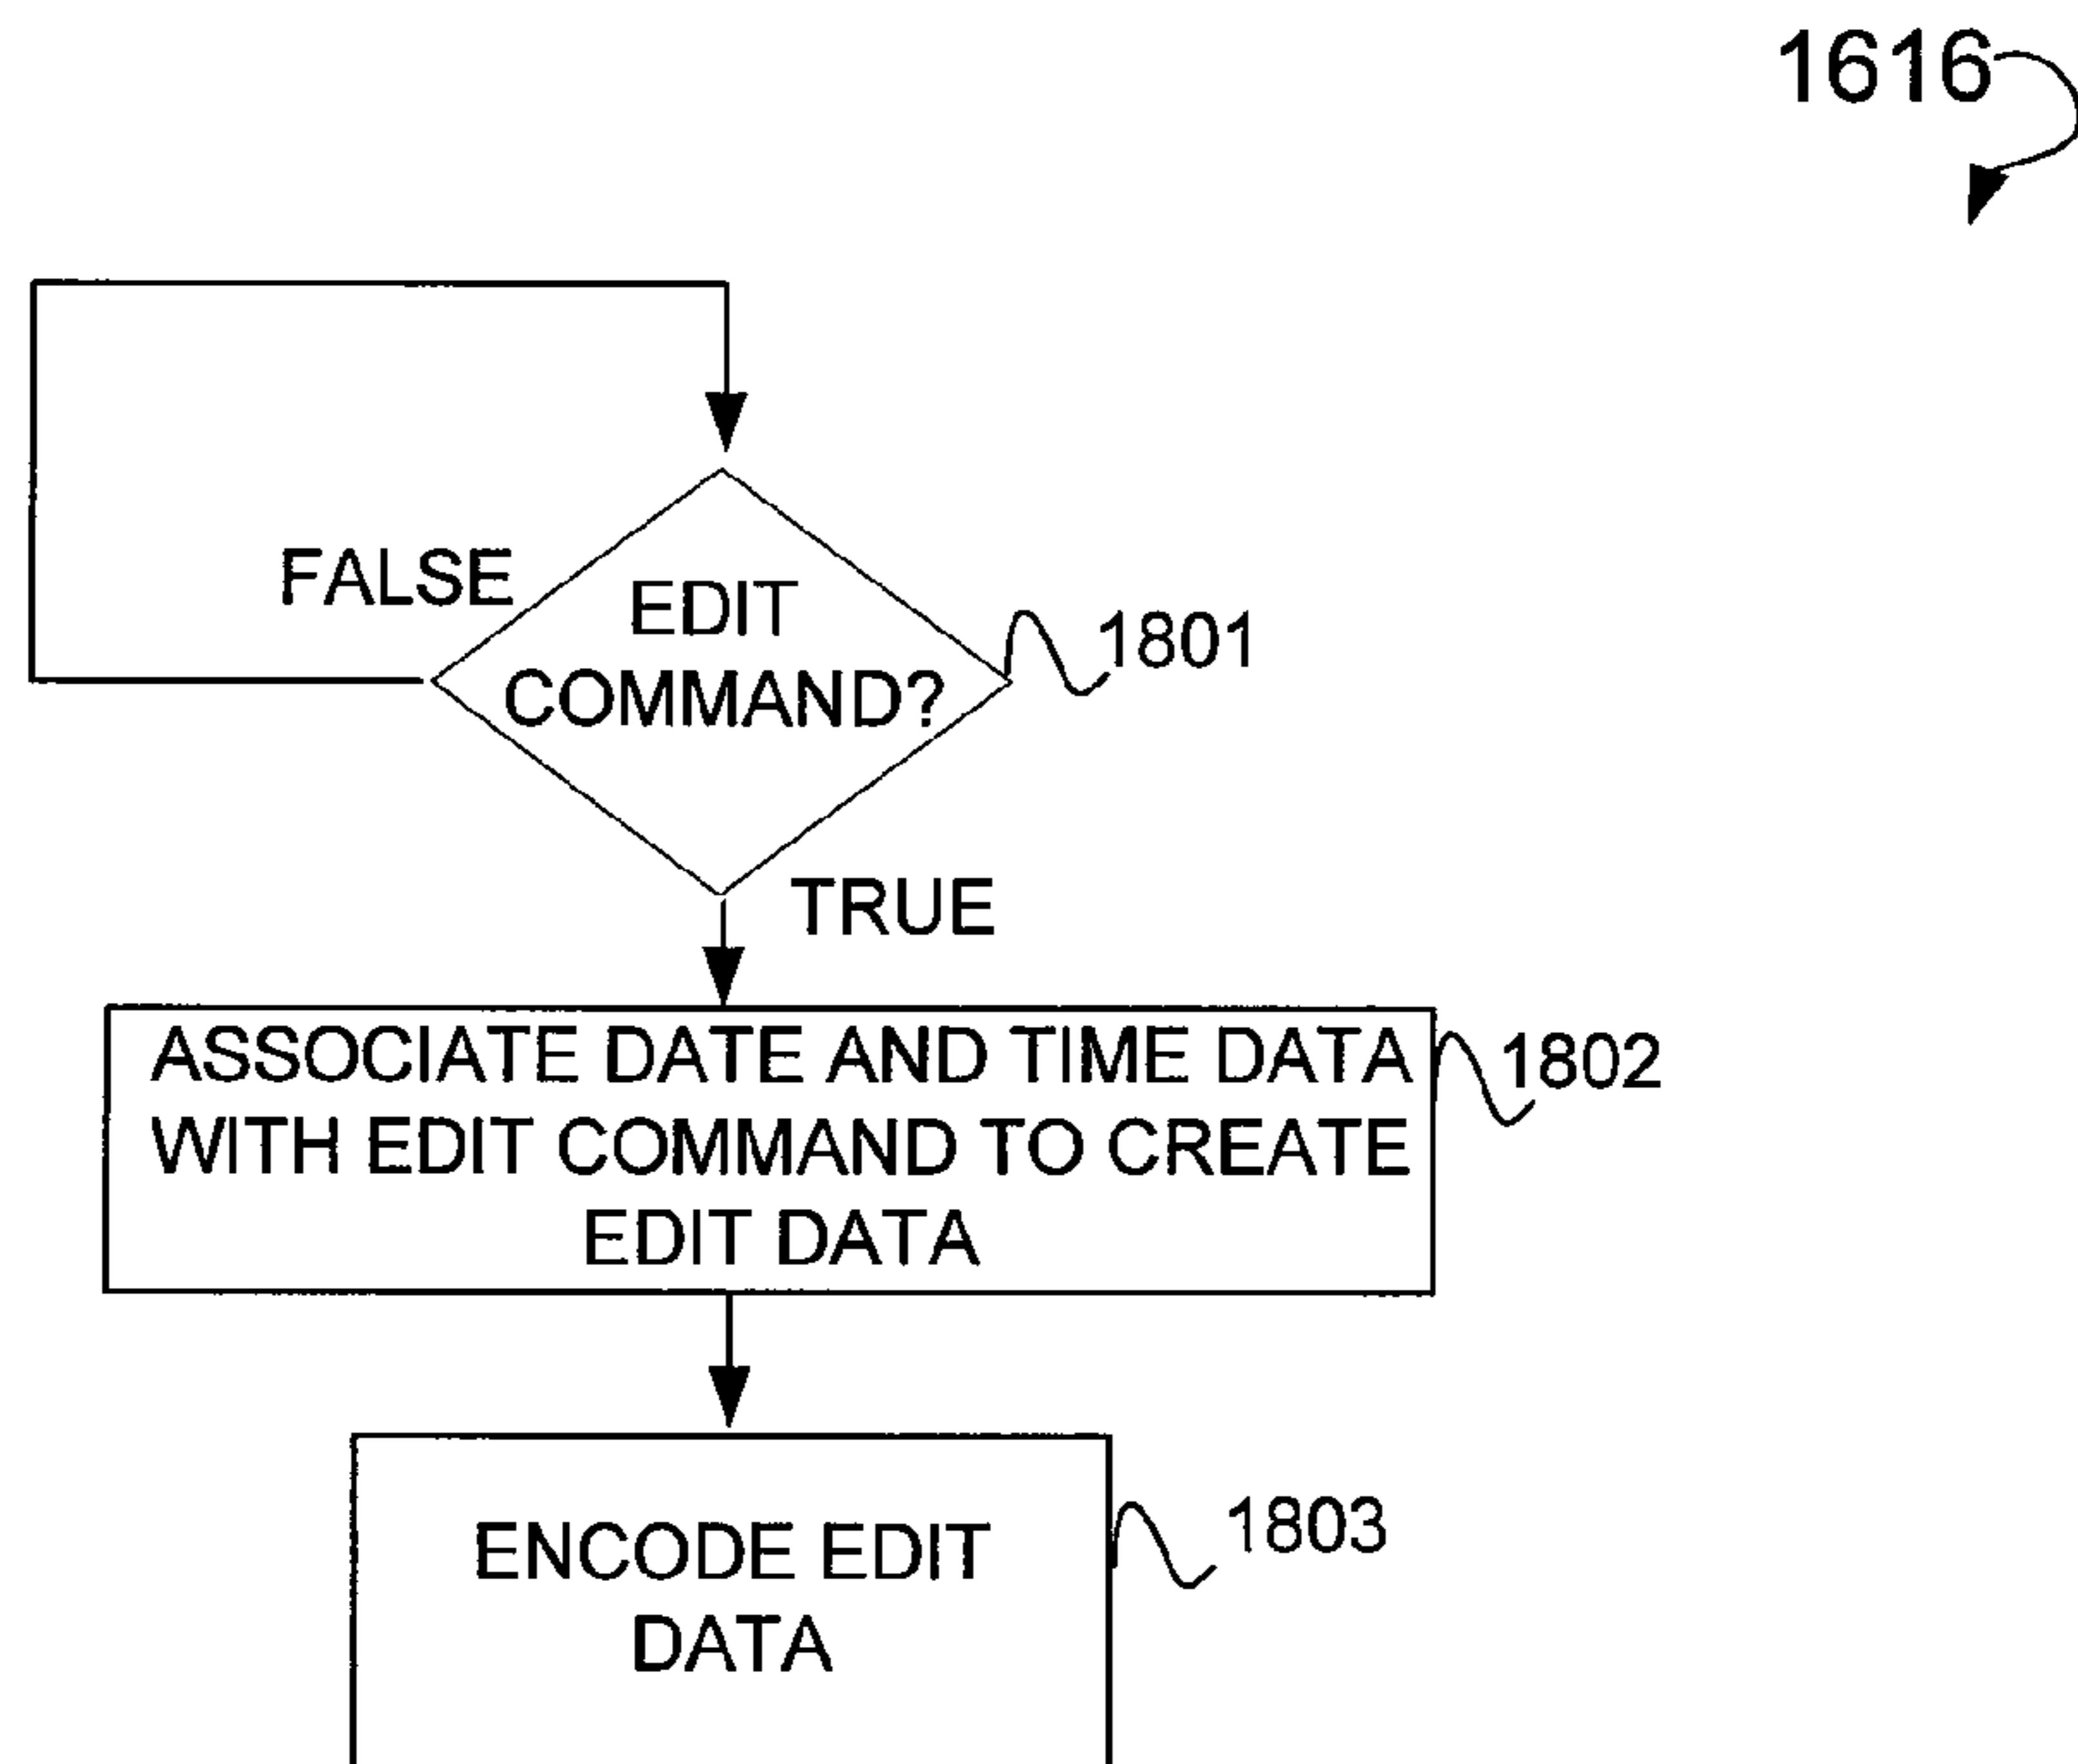 1616
FALSE
EDIT
COMMAND?
1801
TRUE
ASSOCIATE DATE AND TIME DATA
WITH EDIT COMMAND TO CREATE
EDIT DATA
1802
ENCODE EDIT
DATA
1803